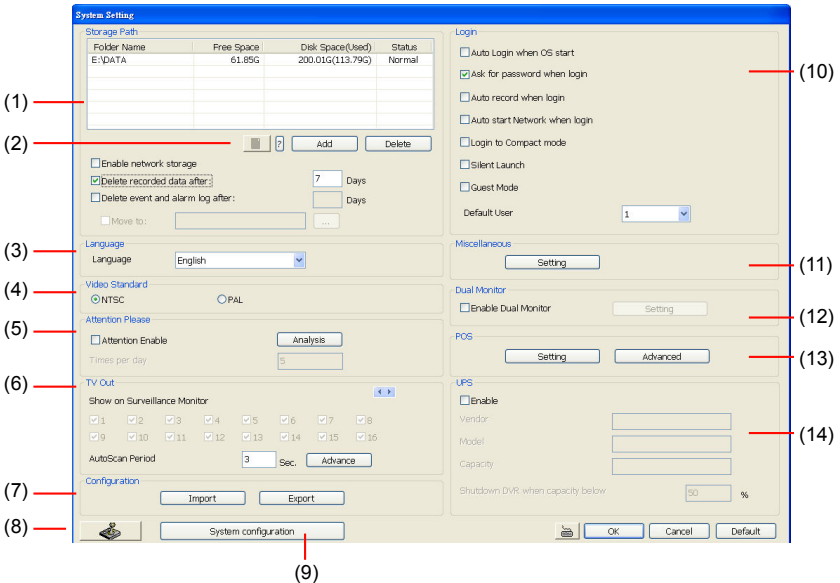 System Setting
Storage Path
Folder Name Free Space Disk Space(Used) Status
E:\DATA 61.85G 200.01G(113.79G) Normal
(1)
(2)
? Add Delete
Enable network storage
Delete recorded data after: 7 Days
Delete event and alarm log after: Days
Move to: ...
(3)
Language
Language English
(4)
Video Standard
NTSC PAL
(5)
Attention Please
Attention Enable Analysis
Times per day 5
(6)
TV Out
Show on Surveillance Monitor
1 2 3 4 5 6 7 8
9 10 11 12 13 14 15 16
AutoScan Period 3 Sec. Advance
(7)
Configuration
Import Export
(8)
System configuration
(9)
Login
Auto Login when OS start
Ask for password when login
(10)
Auto record when login
Auto start Network when login
Login to Compact mode
Silent Launch
Guest Mode
Default User 1
Miscellaneous
Setting
(11)
Dual Monitor
Enable Dual Monitor Setting
(12)
POS
Setting Advanced
(13)
UPS
Enable
Vendor
Model
(14)
Capacity
Shutdown DVR when capacity below 50 %
OK Cancel Default